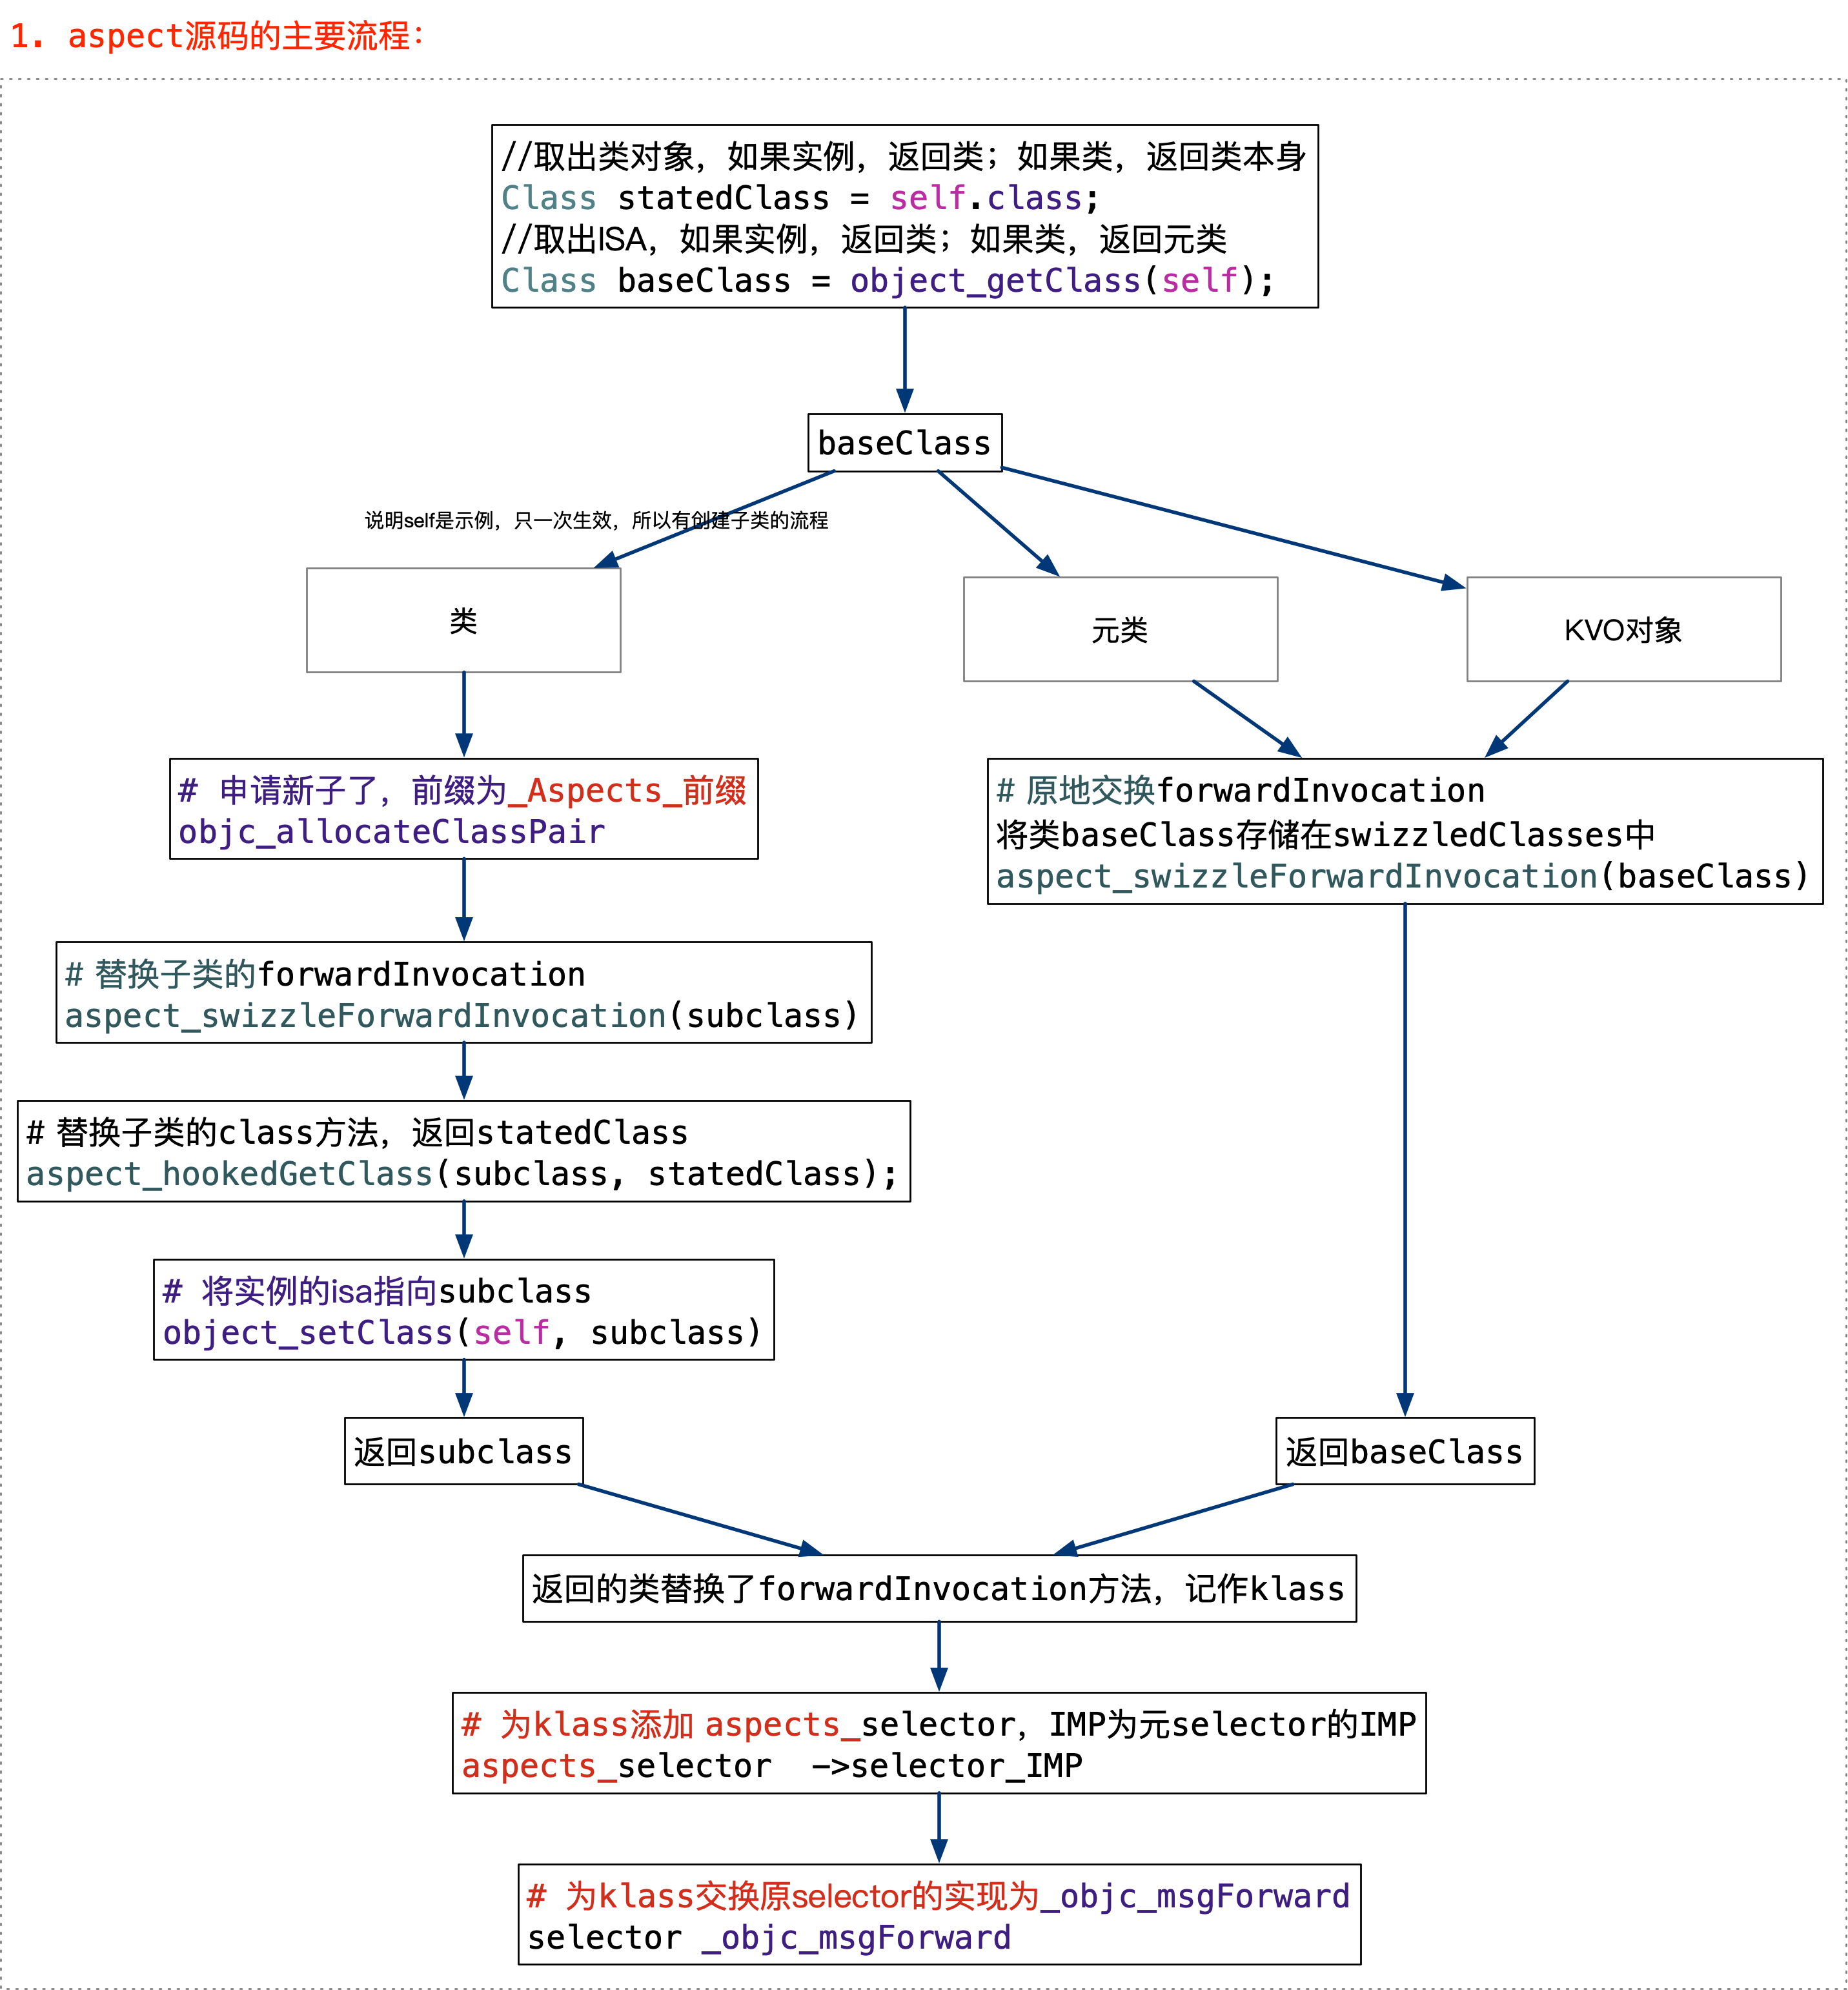 1. aspect源码的主要流程：
//取出类对象，如果实例，返回类；如果类，返回类本身
Class statedClass = self.class;
//取出ISA，如果实例，返回类；如果类，返回元类
Class baseClass = object_getClass(self);
baseClass
说明self是示例，只一次生效，所以有创建子类的流程
类
元类
KVO对象
# 申请新子了，前缀为_Aspects_前缀
objc_allocateClassPair
# 原地交换forwardInvocation
将类baseClass存储在swizzledClasses中
aspect_swizzleForwardInvocation(baseClass)
# 替换子类的forwardInvocation
aspect_swizzleForwardInvocation(subclass)
# 替换子类的class方法，返回statedClass
aspect_hookedGetClass(subclass, statedClass);
# 将实例的isa指向subclass
object_setClass(self, subclass)
返回subclass
返回baseClass
返回的类替换了forwardInvocation方法，记作klass
# 为klass添加 aspects_selector，IMP为元selector的IMP
aspects_selector ->selector_IMP
# 为klass交换原selector的实现为_objc_msgForward
selector _objc_msgForward